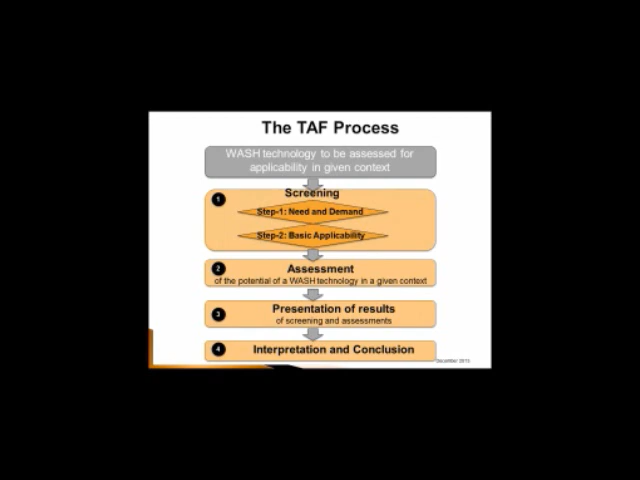 The TAF Process
WASH technology to be assessed for
applicability in given context
1
Screening
Step-1: Need and Demand
Step-2: Basic Applicability
2
Assessment
of the potential of a WASH technology in a given context
3
Presentation of results
of screening and assessments
4
Interpretation and Conclusion
December 2013